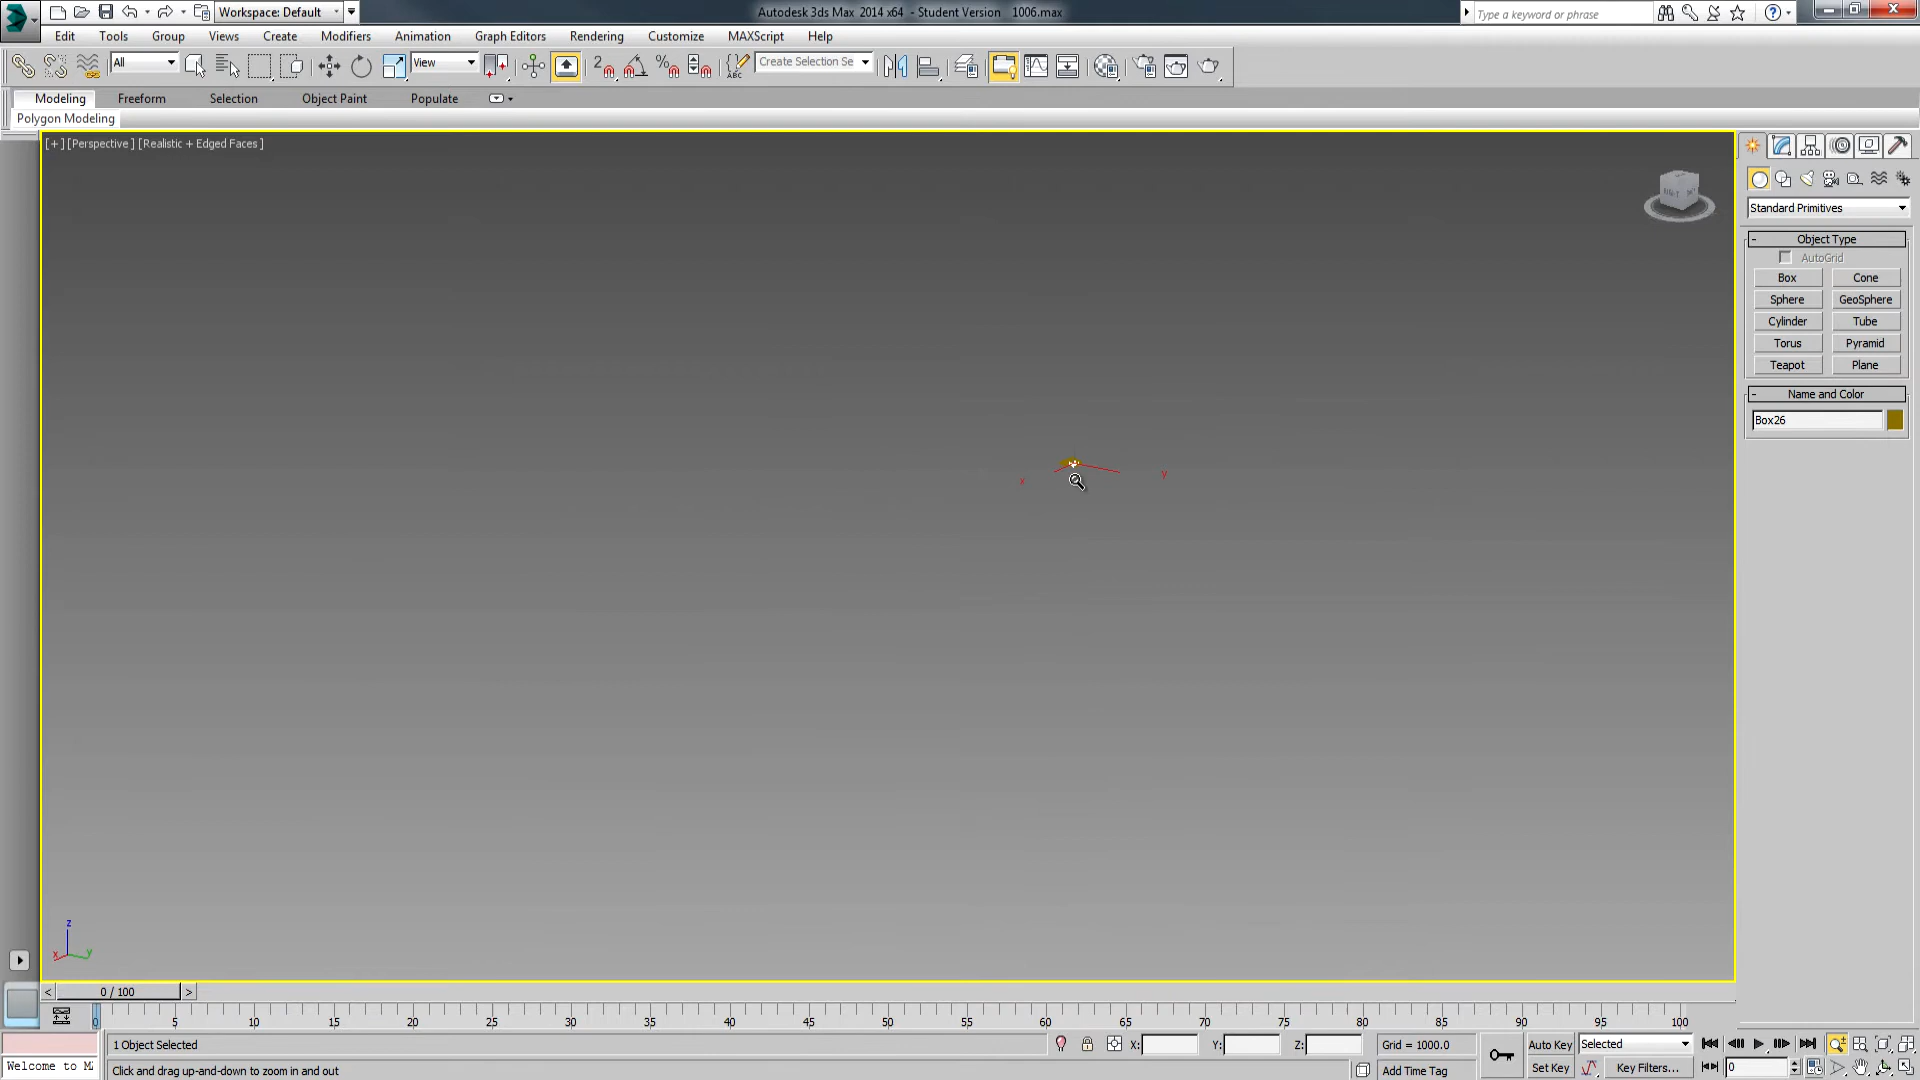 Workspace: Default
Autodesk 3ds Max 2014 x64 - Student Version 1006.max
Type a keyword or phrase
Edit Tools Group Views Create Modifiers Animation Graph Editors Rendering Customize MAXScript Help
All
View
Create Selection Se
Modeling Freeform Selection Object Paint Populate
Polygon Modeling
[+] [Perspective] [Realistic + Edged Faces]
Standard Primitives
Object Type
AutoGrid
Box Cone
Sphere GeoSphere
Cylinder Tube
Torus Pyramid
Teapot Plane
Name and Color
Box26
x y
z
x y
< 0 / 100 >
0 5 10 15 20 25 30 35 40 45 50 55 60 65 70 75 80 85 90 95 100
1 Object Selected X: Y: Z: Grid = 1000.0 Auto Key Selected
Welcome to M
Click and drag up-and-down to zoom in and out Add Time Tag Set Key Key Filters... 0